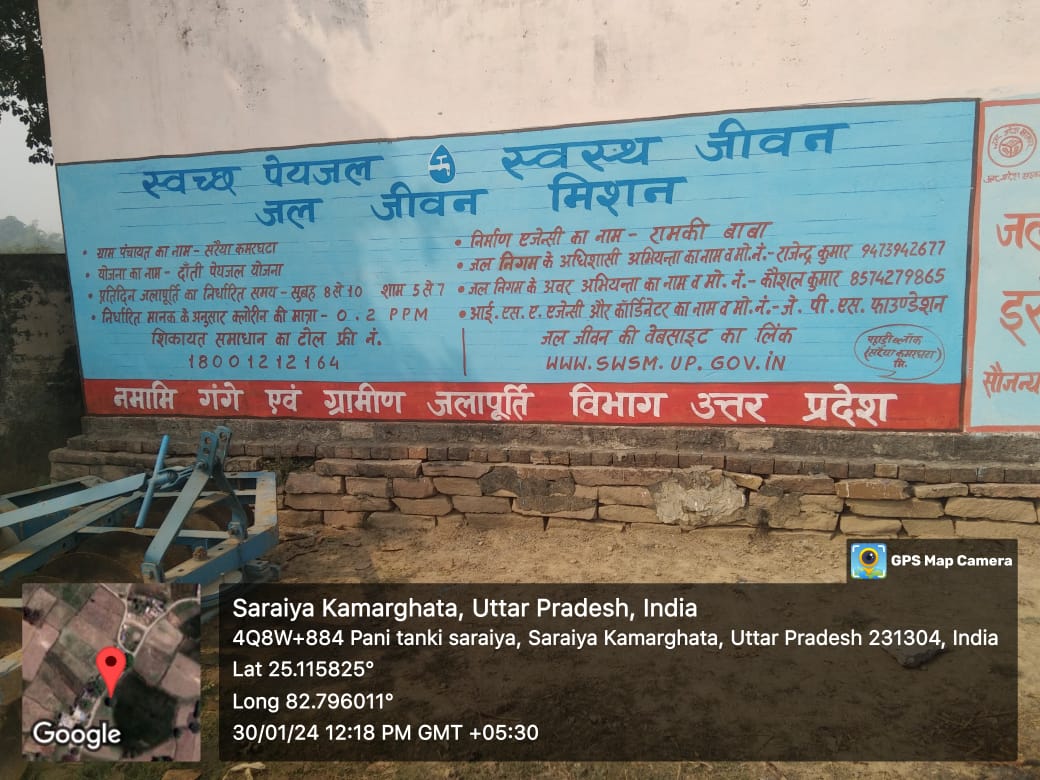 स्वच्छ पेयजल स्वस्थ जीवन
जल जीवन मिशन
• ग्राम पंचायत का नाम - सरैया कमरघटा
• योजना का नाम - दाँती पेयजल योजना
• प्रतिदिन जलापूर्ति का निर्धारित समय - सुबह 8 से 10 शाम 5 से 7
• निर्धारित मानक के अनुसार क्लोरीन की मात्रा - 0.2 PPM
शिकायत समाधान का टोल फ्री नं.
18001212164
• निर्माण एजेन्सी का नाम - रामकी बाबा
• जल निगम के अधिशासी अभियन्ता का नाम व मो.नं.- राजेन्द्र कुमार 9473942677
• जल निगम के अवर अभियन्ता का नाम व मो.नं.- कौशल कुमार 8574279865
• आई.एस.ए.एजेन्सी और कॉर्डिनेटर का नाम व मो.नं.- जे.पी.एस.फाउण्डेशन
जल जीवन की वेबसाइट का लिंक
WWW.SWSM.UP.GOV.iN
पहाड़ी ब्लॉक
(सरैया कमरघटा)
मि.
नमामि गंगे एवं ग्रामीण जलापूर्ति विभाग उत्तर प्रदेश
जल
सौजन्य
GPS Map Camera
Saraiya Kamarghata, Uttar Pradesh, India
4Q8W+884 Pani tanki saraiya, Saraiya Kamarghata, Uttar Pradesh 231304, India
Lat 25.115825°
Long 82.796011°
30/01/24 12:18 PM GMT +05:30
Google